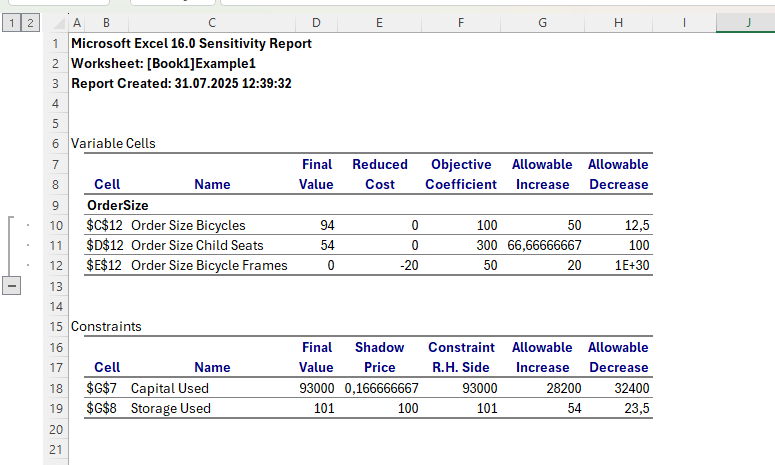 1 2 A B C D E F G H I J
1 Microsoft Excel 16.0 Sensitivity Report
2 Worksheet: [Book1]Example1
3 Report Created: 31.07.2025 12:39:32
4
5
6 Variable Cells
7 Final Reduced Objective Allowable Allowable
8 Cell Name Value Cost Coefficient Increase Decrease
9 OrderSize
10 $C$12 Order Size Bicycles 94 0 100 50 12,5
11 $D$12 Order Size Child Seats 54 0 300 66,66666667 100
12 $E$12 Order Size Bicycle Frames 0 -20 50 20 1E+30
13
14
15 Constraints
16 Final Shadow Constraint Allowable Allowable
17 Cell Name Value Price R.H. Side Increase Decrease
18 $G$7 Capital Used 93000 0,166666667 93000 28200 32400
19 $G$8 Storage Used 101 100 101 54 23,5
20
21